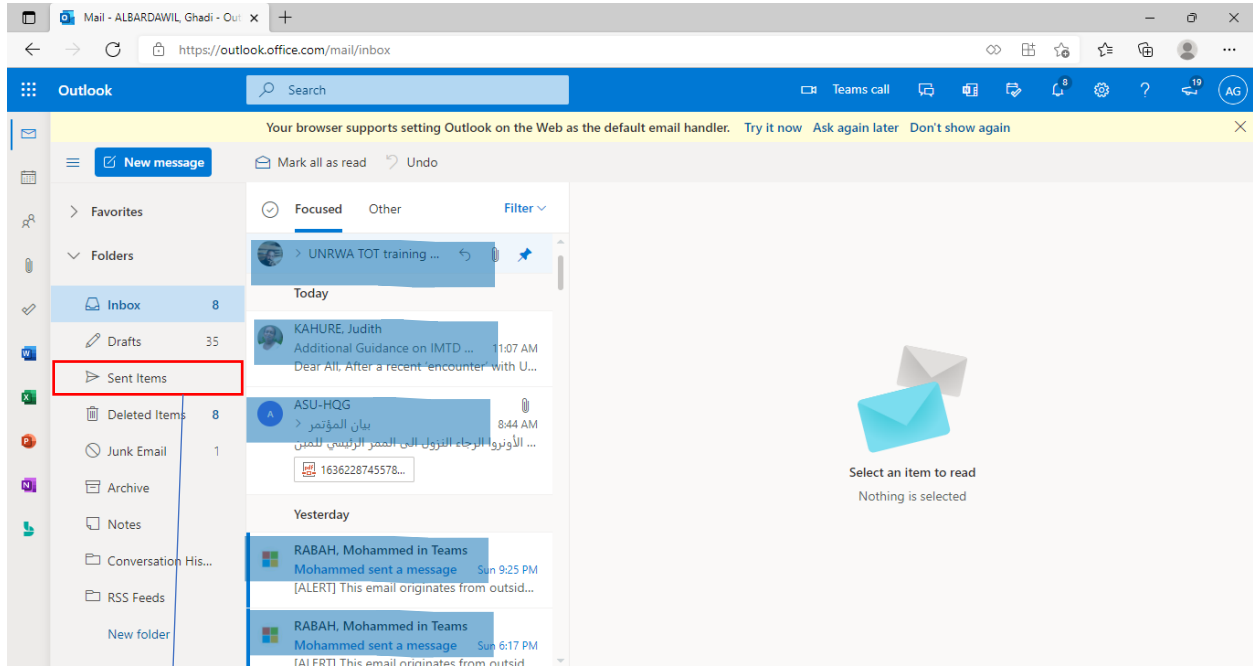 Mail - ALBARDAWIL, Ghadi - Out
https://outlook.office.com/mail/inbox
Outlook
Search
Teams call
8
19
AG
Your browser supports setting Outlook on the Web as the default email handler. Try it now Ask again later Don't show again
New message
Mark all as read
Undo
Favorites
Folders
Inbox 8
Drafts 35
Sent Items
Deleted Items 8
Junk Email 1
Archive
Notes
Conversation His...
RSS Feeds
New folder
Focused Other Filter
UNRWA TOT training ...
Today
KAHURE, Judith
Additional Guidance on IMTD ... 11:07 AM
Dear All, After a recent 'encounter' with U...
A
ASU-HQG
بيان المؤتمر 8:44 AM
الأونروا الرجاء النزول الى الممر الرئيسي للمبن ...
1636228745578...
Yesterday
RABAH, Mohammed in Teams
Mohammed sent a message Sun 9:25 PM
[ALERT] This email originates from outsid...
RABAH, Mohammed in Teams
Mohammed sent a message Sun 6:17 PM
[ALERT] This email originates from outsid
Select an item to read
Nothing is selected